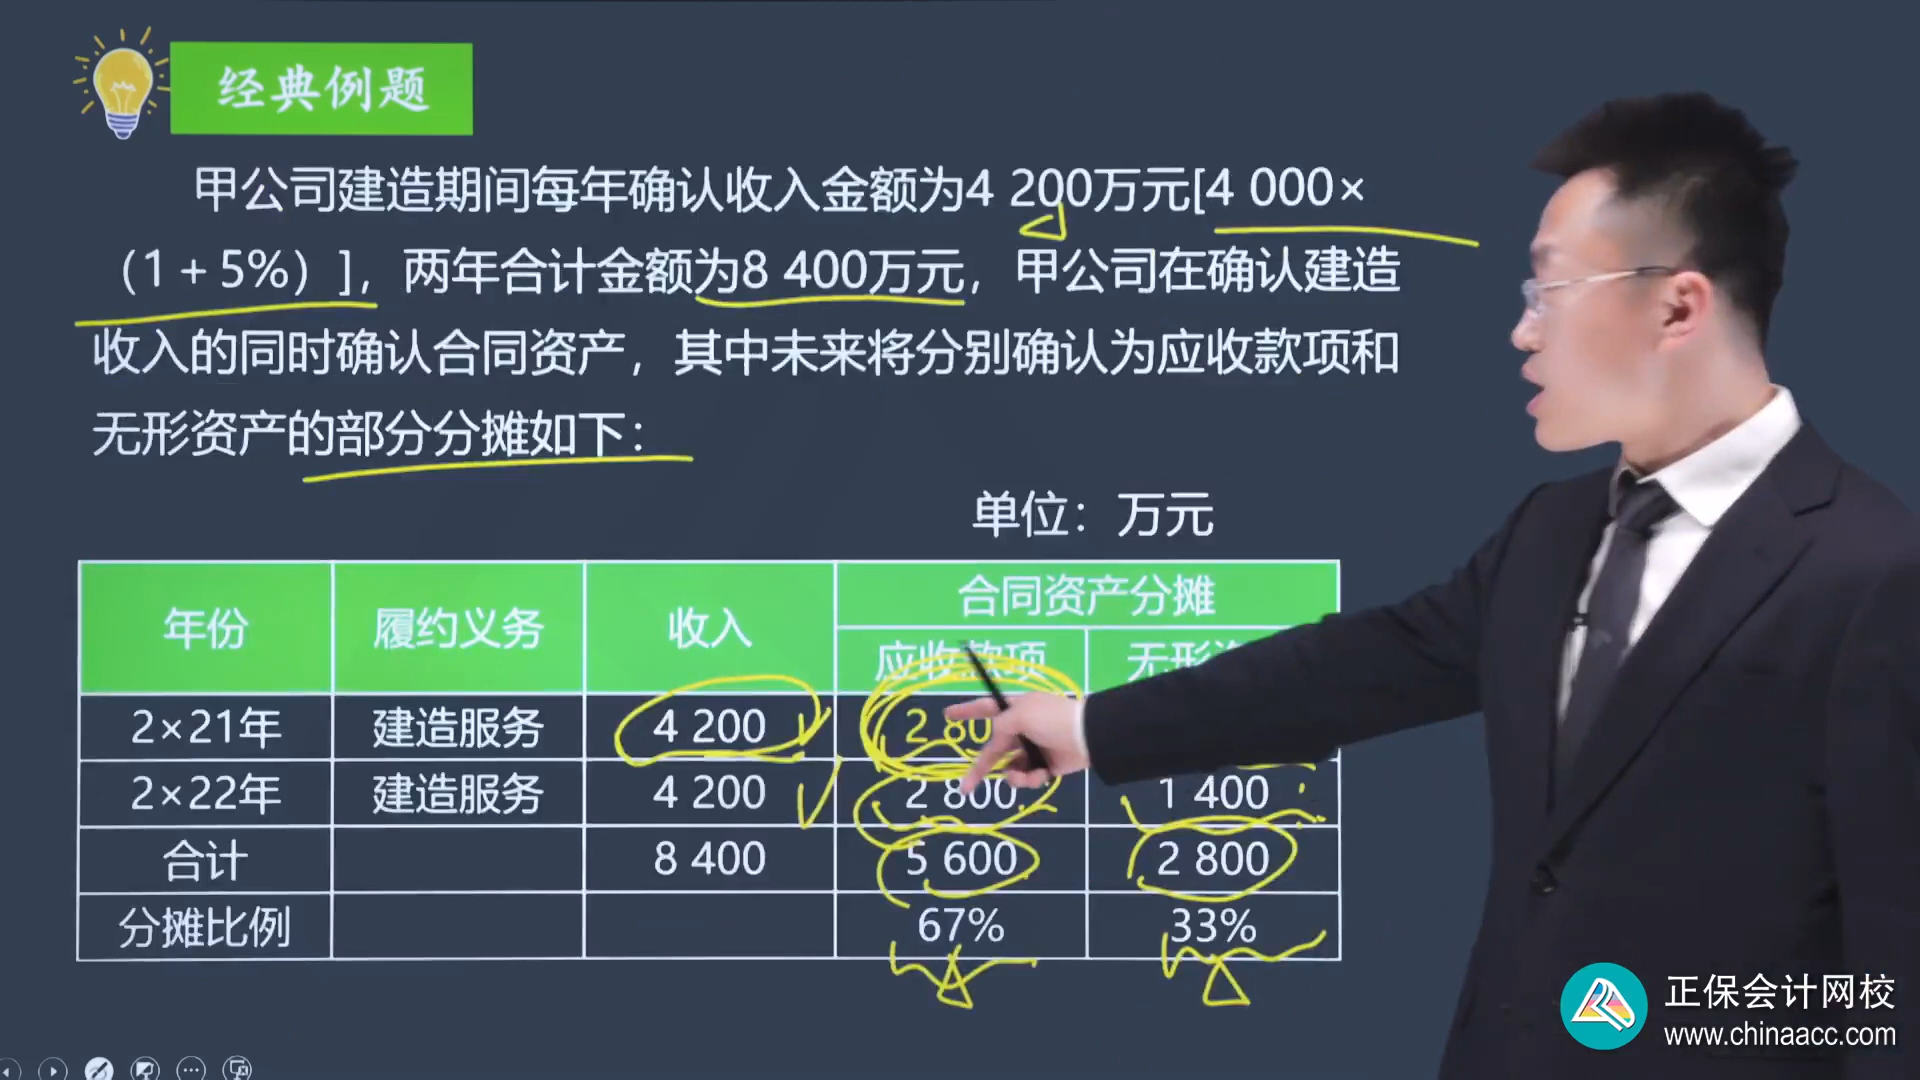 经典例题
甲公司建造期间每年确认收入金额为4 200万元[4 000×
（1＋5%）]，两年合计金额为8 400万元，甲公司在确认建造
收入的同时确认合同资产，其中未来将分别确认为应收款项和
无形资产的部分分摊如下：
单位：万元
年份 履约义务 收入 合同资产分摊
应收款项 无形
2×21年 建造服务 4 200 2 80
2×22年 建造服务 4 200 2 800 1 400
合计 8 400 5 600 2 800
分摊比例 67% 33%
正保会计网校
www.chinaacc.com